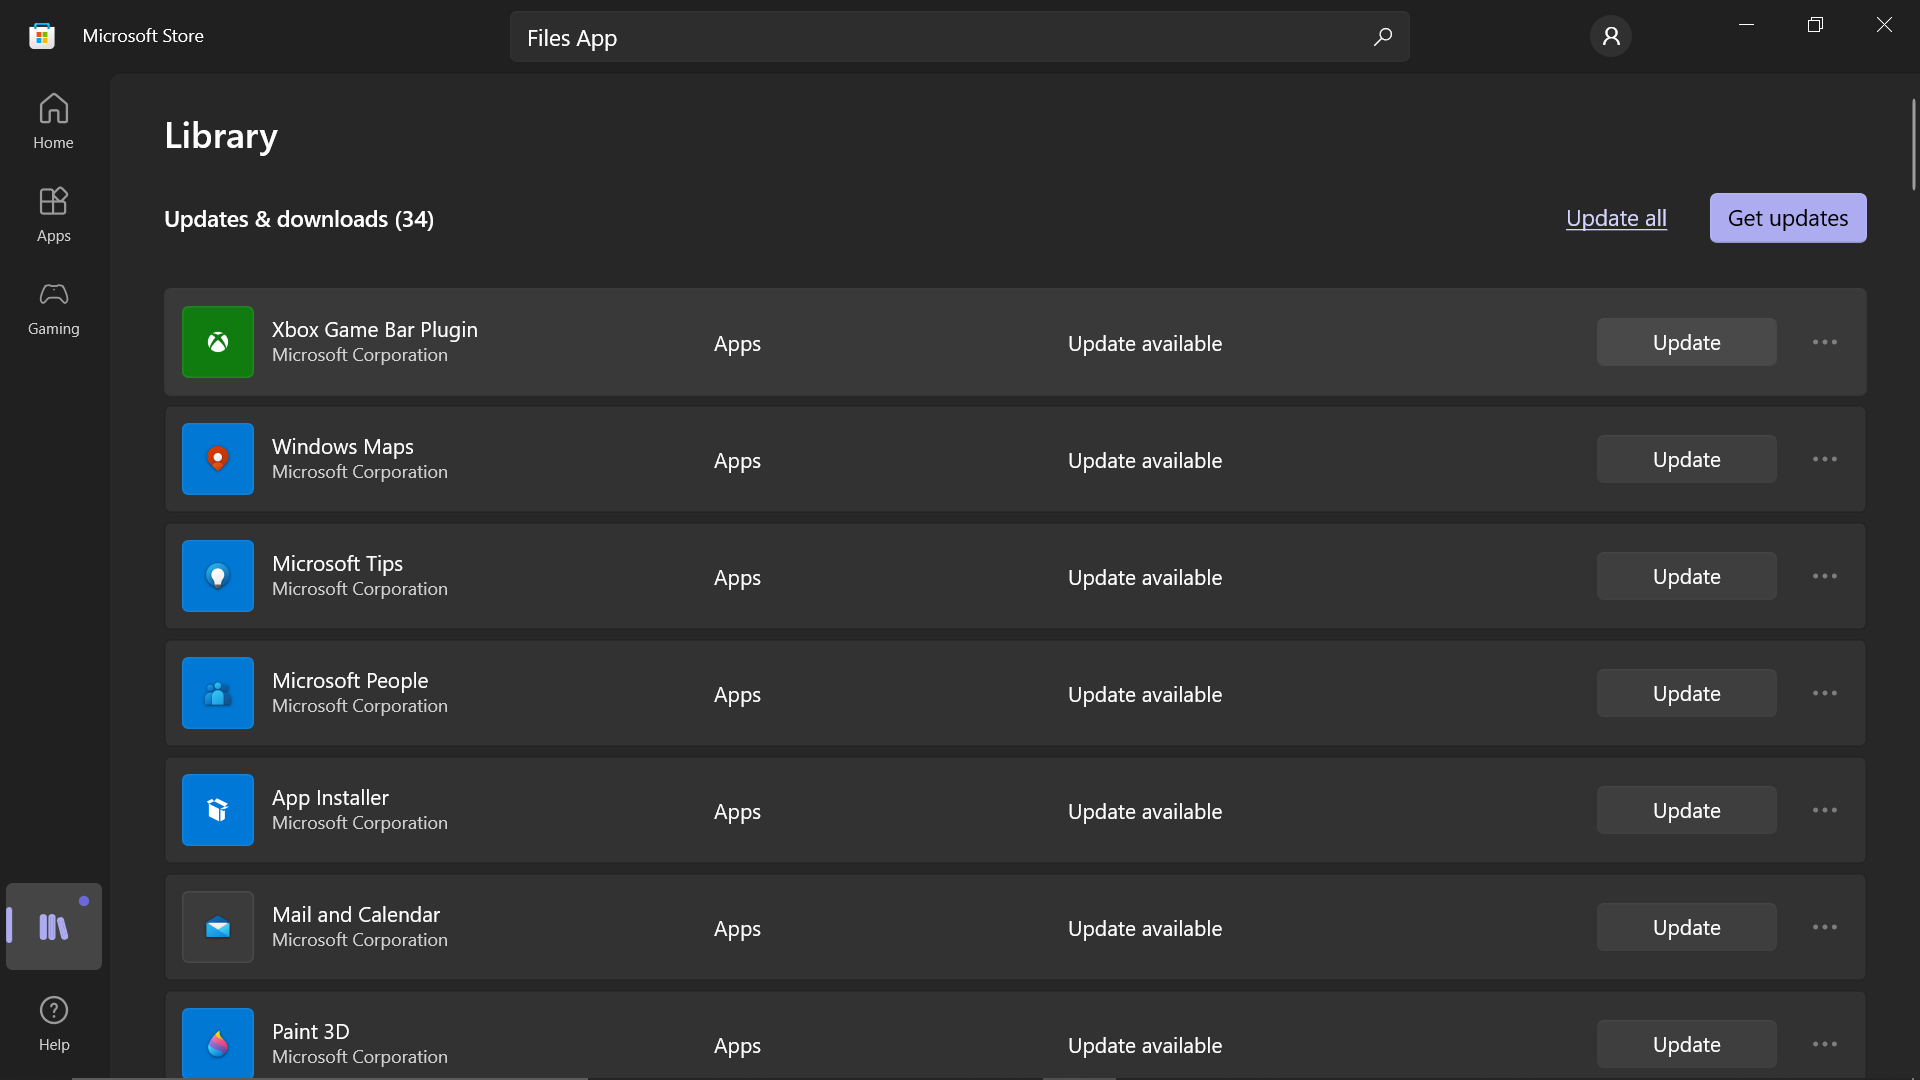 Microsoft Store
Files App
Home
Apps
Gaming
Help
Library
Updates & downloads (34)
Update all
Get updates
Xbox Game Bar Plugin
Microsoft Corporation
Apps
Update available
Update
Windows Maps
Microsoft Corporation
Apps
Update available
Update
Microsoft Tips
Microsoft Corporation
Apps
Update available
Update
Microsoft People
Microsoft Corporation
Apps
Update available
Update
App Installer
Microsoft Corporation
Apps
Update available
Update
Mail and Calendar
Microsoft Corporation
Apps
Update available
Update
Paint 3D
Microsoft Corporation
Apps
Update available
Update